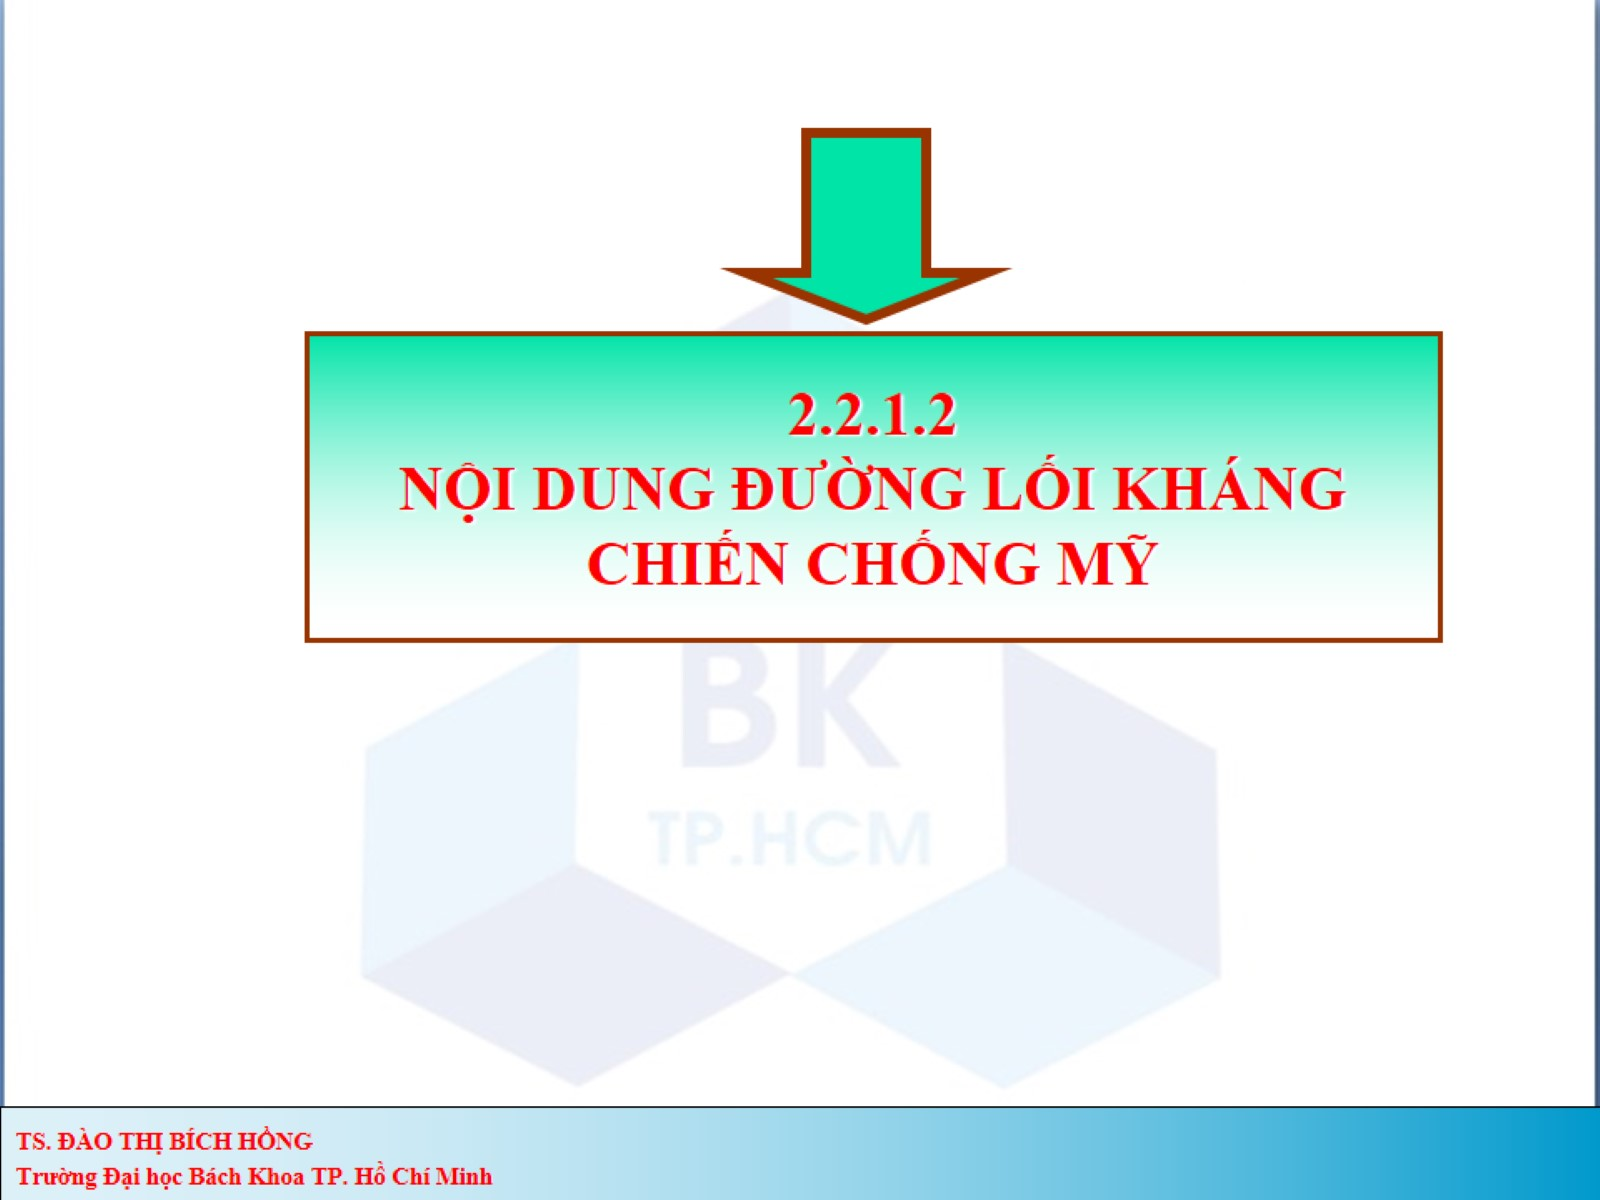 2.2.1.2
NỘI DUNG ĐƯỜNG LỐI KHÁNG
CHIẾN CHỐNG MỸ
BK
TP.HCM
TS. ĐÀO THỊ BÍCH HỒNG
Trường Đại học Bách Khoa TP. Hồ Chí Minh